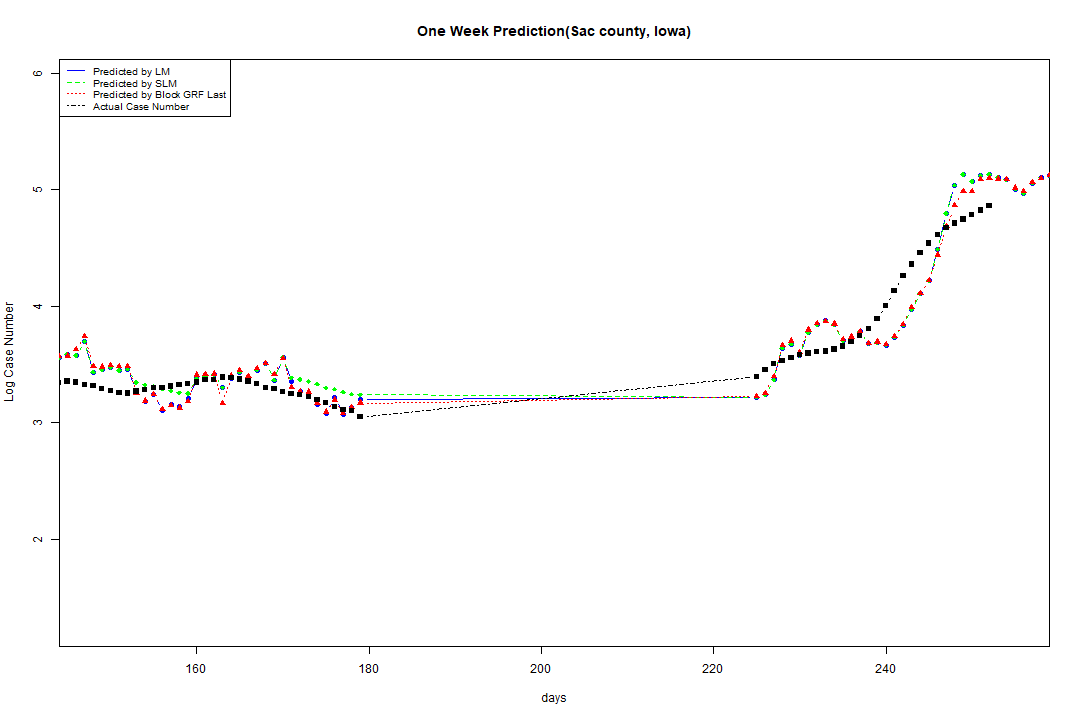 One Week Prediction(Sac county, Iowa)
Predicted by LM
Predicted by SLM
Predicted by Block GRF Last
Actual Case Number
6
5
4
3
2
Log Case Number
160 180 200 220 240
days